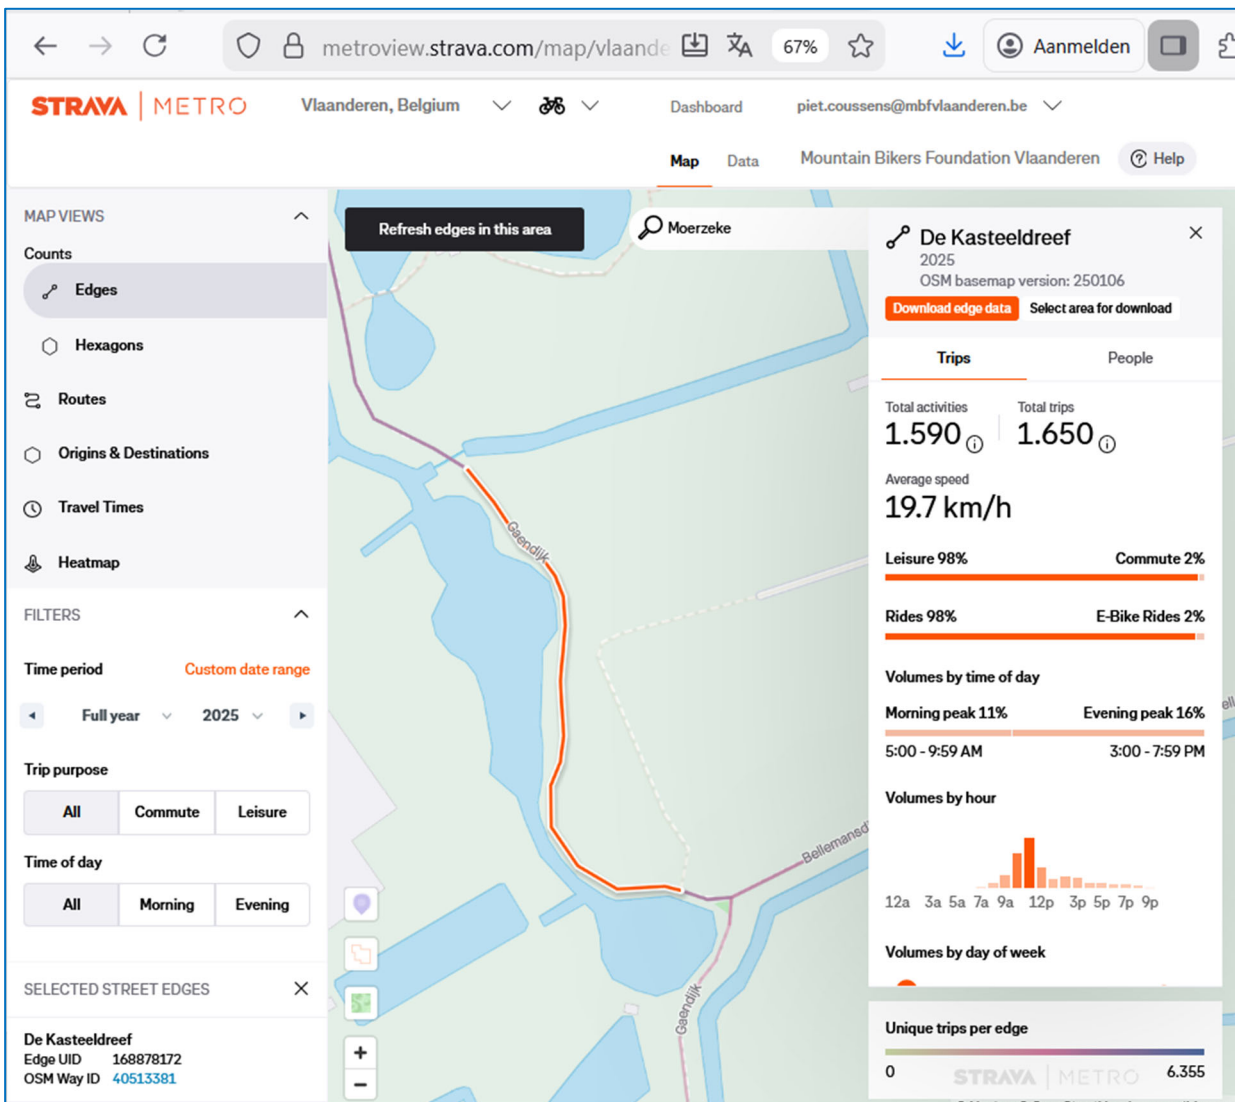 metroview.strava.com/map/vlaande
67%
Aanmelden
STRAVA | METRO
Vlaanderen, Belgium
Dashboard
piet.coussens@mbfvlaanderen.be
Map
Data
Mountain Bikers Foundation Vlaanderen
Help
MAP VIEWS
Counts
Edges
Hexagons
Routes
Origins & Destinations
Travel Times
Heatmap
FILTERS
Time period
Custom date range
Full year
2025
Trip purpose
All
Commute
Leisure
Time of day
All
Morning
Evening
SELECTED STREET EDGES
De Kasteeldreef
Edge UID 168878172
OSM Way ID 40513381
Refresh edges in this area
Moerzeke
Gaendijk
Bellemansd
Gaendijk
De Kasteeldreef
2025
OSM basemap version: 250106
Download edge data
Select area for download
Trips
People
Total activities
Total trips
1.590
1.650
Average speed
19.7 km/h
Leisure 98%
Commute 2%
Rides 98%
E-Bike Rides 2%
Volumes by time of day
Morning peak 11%
Evening peak 16%
5:00 - 9:59 AM
3:00 - 7:59 PM
Volumes by hour
12a 3a 5a 7a 9a 12p 3p 5p 7p 9p
Volumes by day of week
Unique trips per edge
0
6.355
STRAVA | METRO